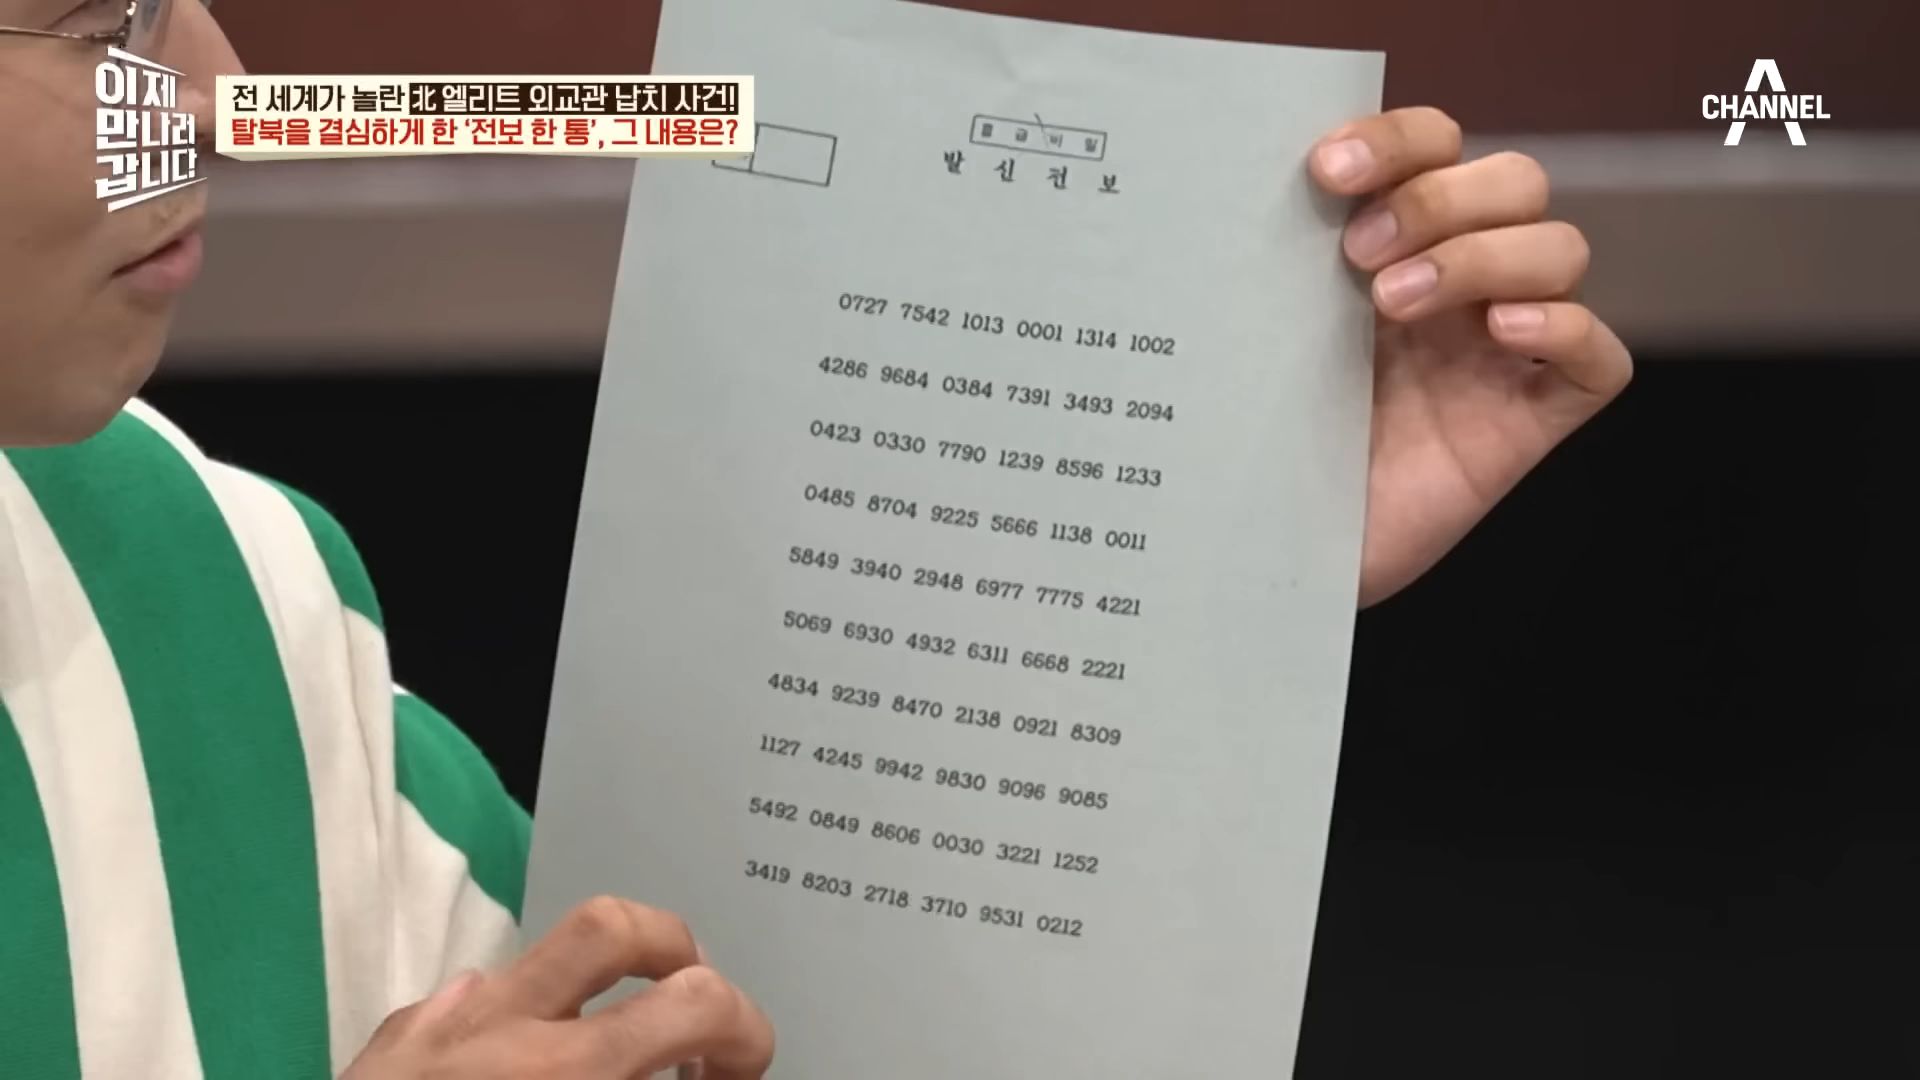 이제
만나러
갑니다
전 세계가 놀란 北 엘리트 외교관 납치 사건!
탈북을 결심하게 한 ‘전보 한 통’, 그 내용은?
CHANNEL A
발 신 전 보
0727 7542 1013 0001 1314 1002
4286 9684 0384 7391 3493 2094
0423 0330 7790 1239 8596 1233
0485 8704 9225 5666 1138 0011
5849 3940 2948 6977 7775 4221
5069 6930 4932 6311 6668 2221
4834 9239 8470 2138 0921 8309
1127 4245 9942 9830 9096 9085
5492 0849 8606 0030 3221 1252
3419 8203 2718 3710 9531 0212